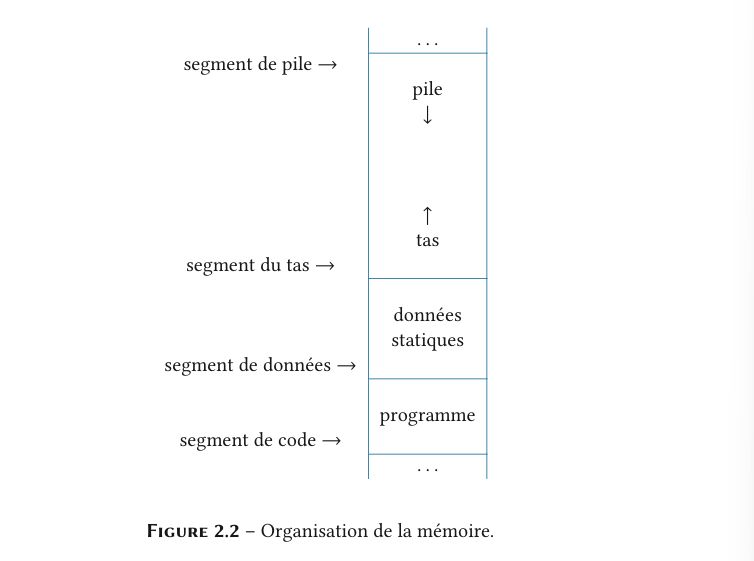 . . .
segment de pile →
pile
↓
↑
tas
segment du tas →
données
statiques
segment de données →
programme
segment de code →
. . .
Figure 2.2 – Organisation de la mémoire.